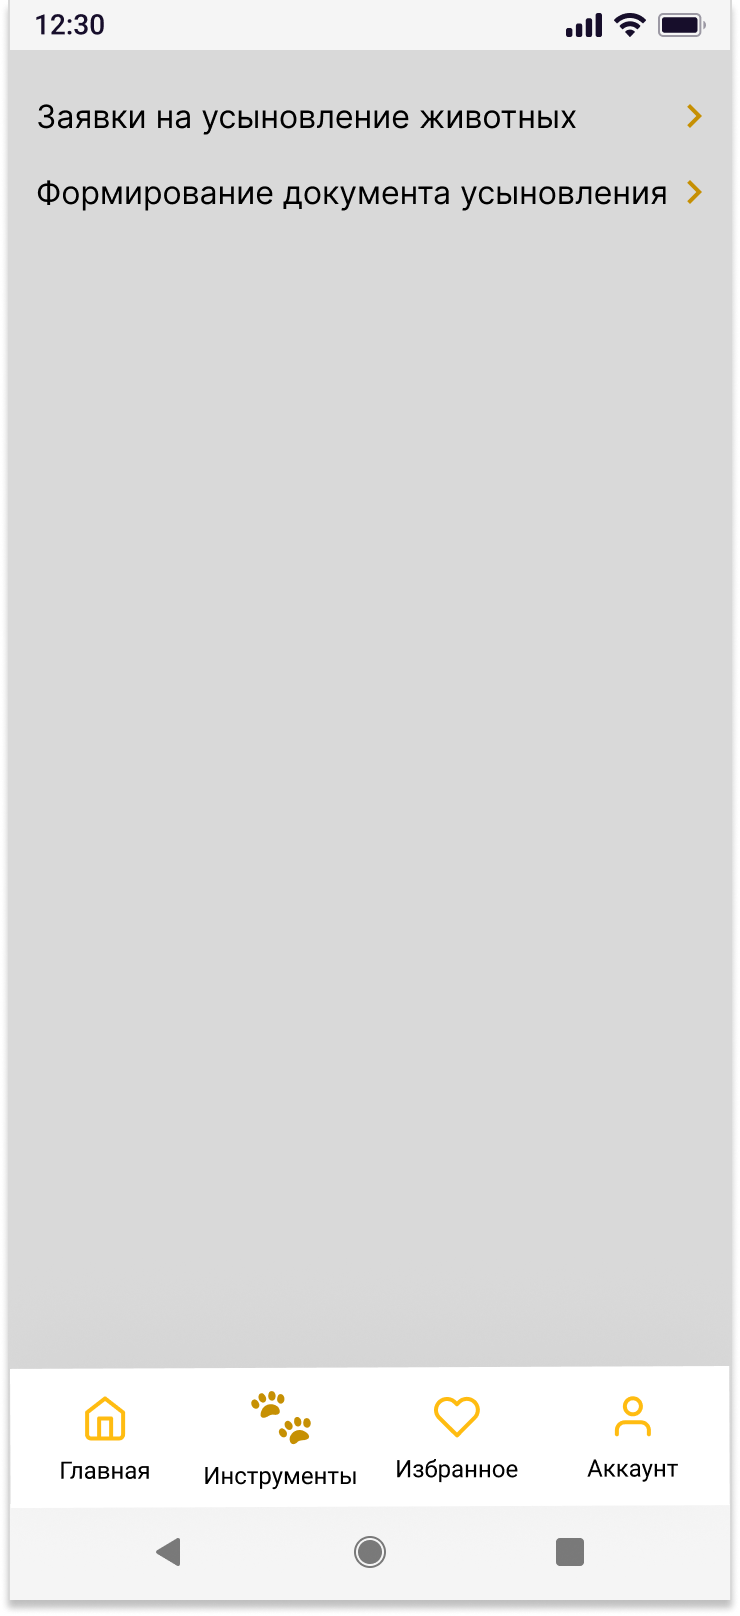 12:30
Заявки на усыновление животных
Формирование документа усыновления
Главная
Инструменты
Избранное
Аккаунт